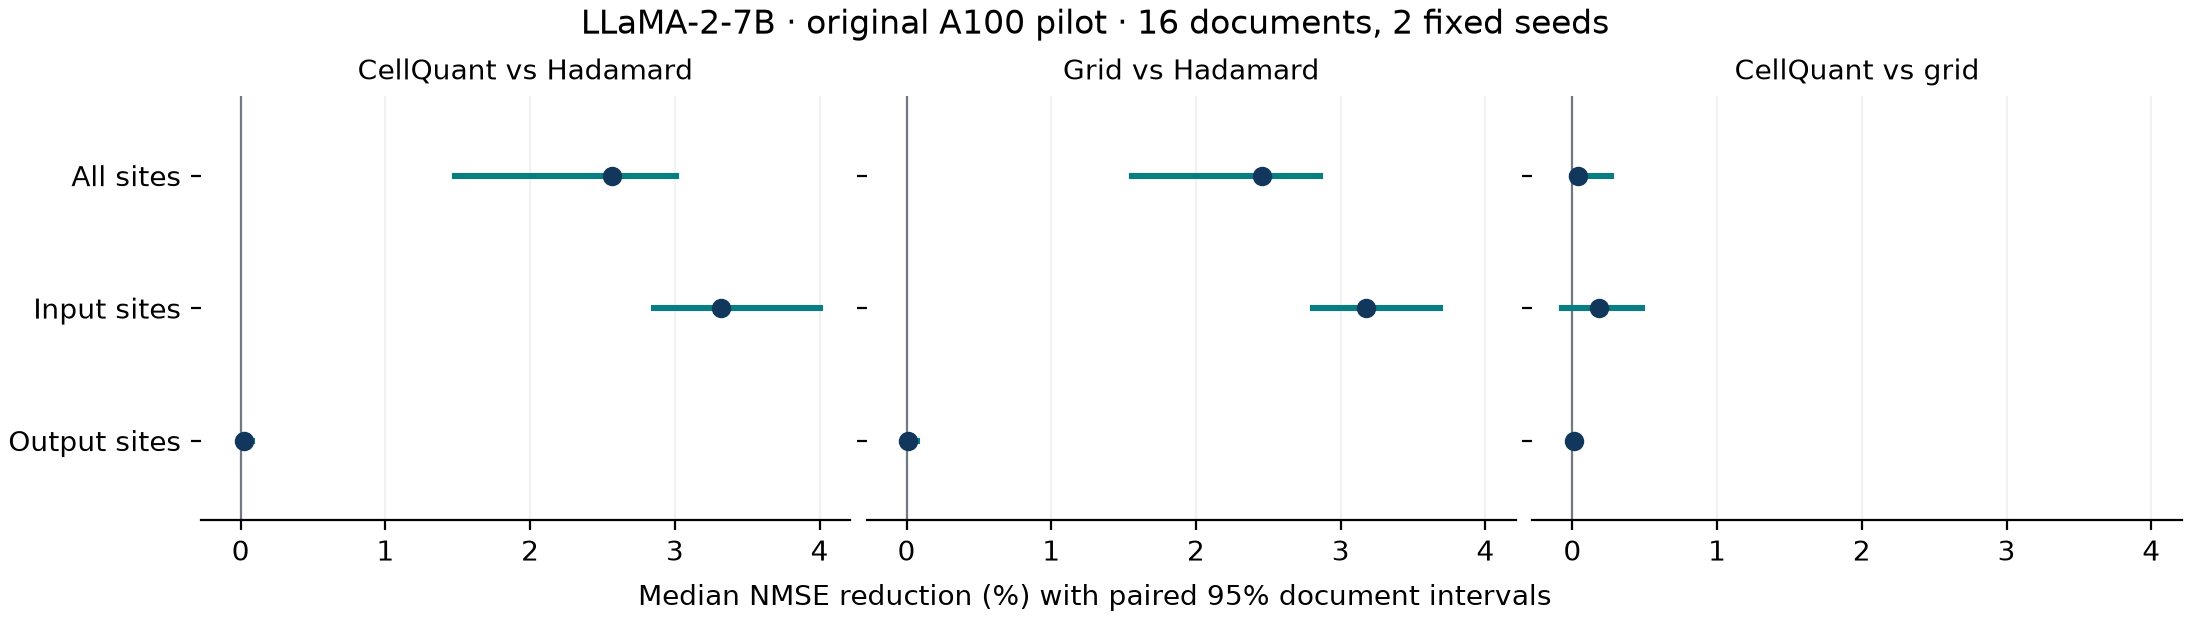 LLaMA-2-7B · original A100 pilot · 16 documents, 2 fixed seeds
CellQuant vs Hadamard
Grid vs Hadamard
CellQuant vs grid
All sites
Input sites
Output sites
0 1 2 3 4
0 1 2 3 4
0 1 2 3 4
Median NMSE reduction (%) with paired 95% document intervals